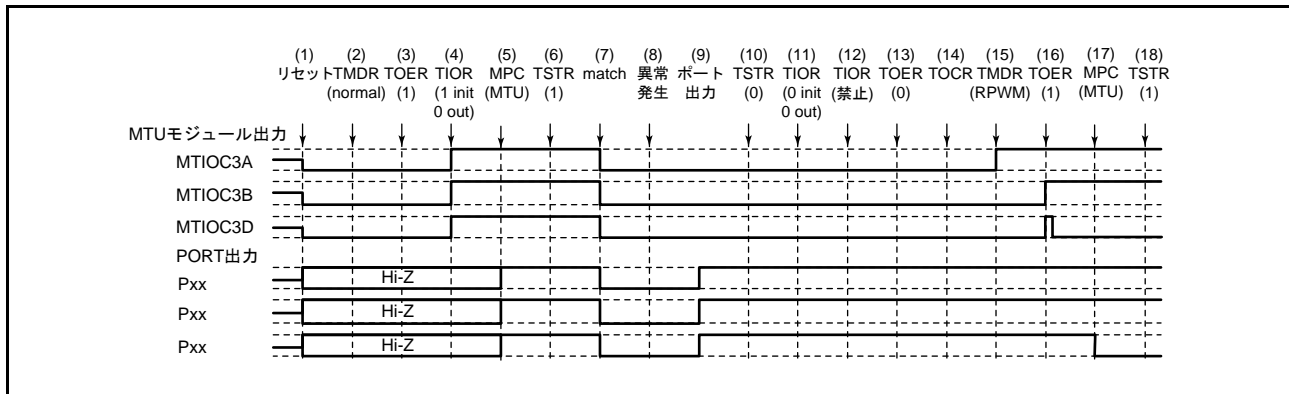 (1) (2) (3) (4) (5) (6) (7) (8) (9) (10) (11) (12) (13) (14) (15) (16) (17) (18)
リセット TMDR TOER TIOR MPC TSTR match 異常 ポート TSTR TIOR TIOR TOER TOCR TMDR TOER MPC TSTR
(normal) (1) (1 init (MTU) (1) 発生 出力 (0) (0 init (禁止) (0) (RPWM) (1) (MTU) (1)
0 out) 0 out)
MTUモジュール出力
MTIOC3A
MTIOC3B
MTIOC3D
PORT出力
Pxx Hi-Z
Pxx Hi-Z
Pxx Hi-Z